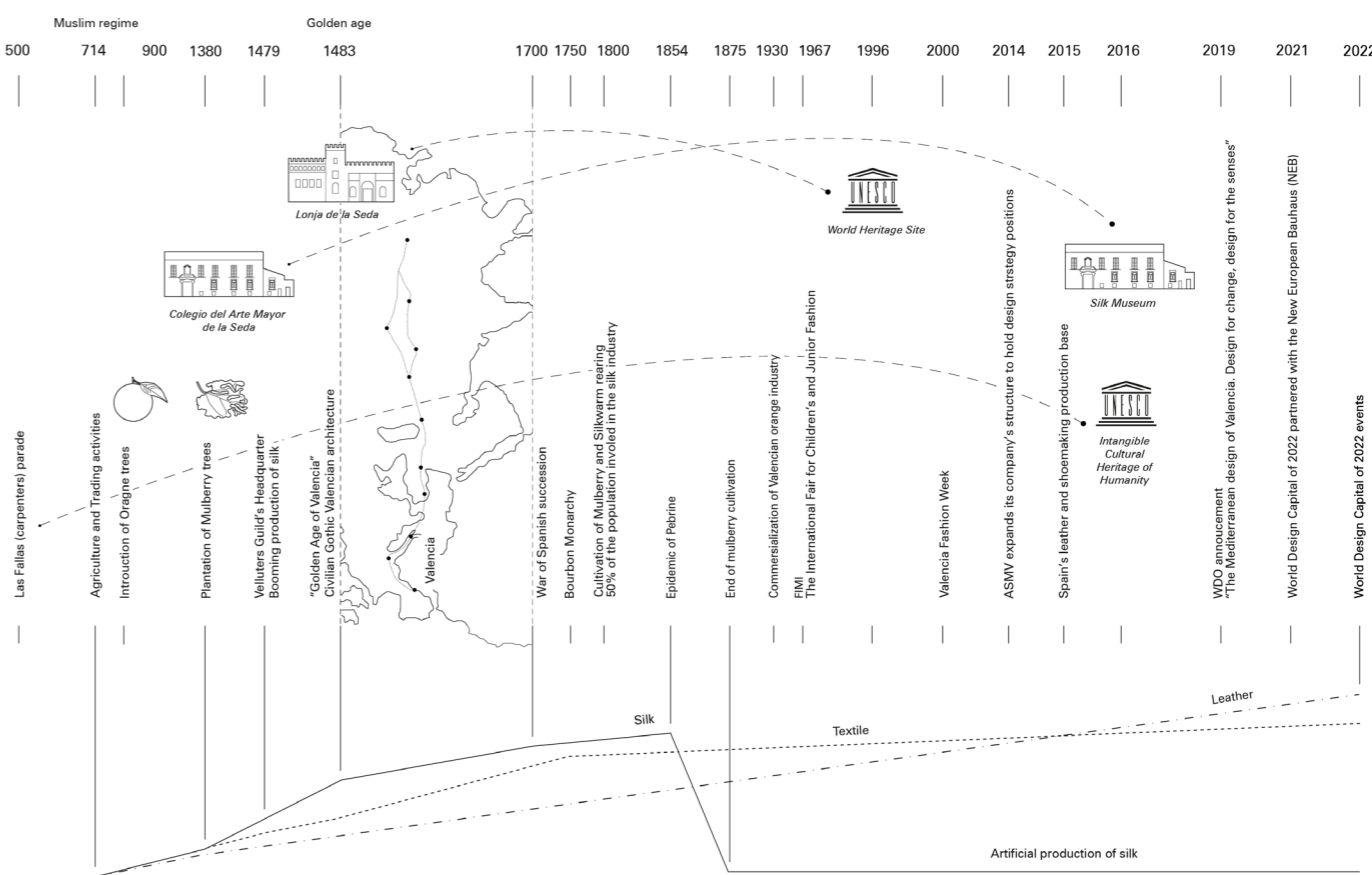 Muslim regime
Golden age
500
714
900
1380
1479
1483
1700
1750
1800
1854
1875
1930
1967
1996
2000
2014
2015
2016
2019
2021
2022
Lonja de la Seda
Colegio del Arte Mayor
de la Seda
UNESCO
World Heritage Site
Silk Museum
UNESCO
Intangible
Cultural
Heritage of
Humanity
Las Fallas (carpenters) parade
Agriculture and Trading activities
Introuction of Oragne trees
Plantation of Mulberry trees
Velluters Guild's Headquarter
Booming production of silk
"Golden Age of Valencia"
Civilian Gothic Valencian architecture
Valencia
War of Spanish succession
Bourbon Monarchy
Cultivation of Mulberry and Silkwarm rearing
50% of the population involed in the silk industry
Epidemic of Pebrine
End of mulberry cultivation
Commercialization of Valencian orange industry
FIMI
The International Fair for Children's and Junior Fashion
Valencia Fashion Week
ASMV expands its company's structure to hold design strstegy positions
Spain's leather and shoemaking production base
WDO annoucement
"The Mediterranean design of Valencia. Design for change, design for the senses"
World Design Capital of 2022 partnered with the New European Bauhaus (NEB)
World Design Capital of 2022 events
Silk
Textile
Leather
Artificial production of silk